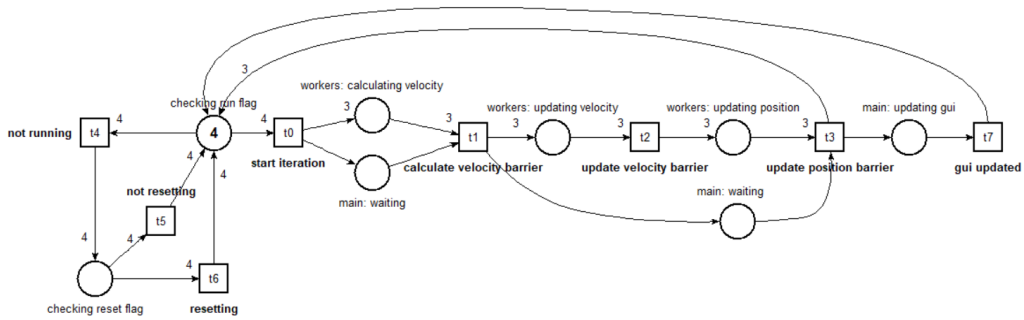 3
checking run flag
workers: calculating velocity
workers: updating velocity
workers: updating position
main: updating gui
not running
t4
4
4
4
t0
3
3
t1
3
t2
3
3
t3
t7
start iteration
calculate velocity barrier
update velocity barrier
update position barrier
gui updated
4
4
not resetting
main: waiting
main: waiting
t5
4
4
4
t6
checking reset flag
resetting